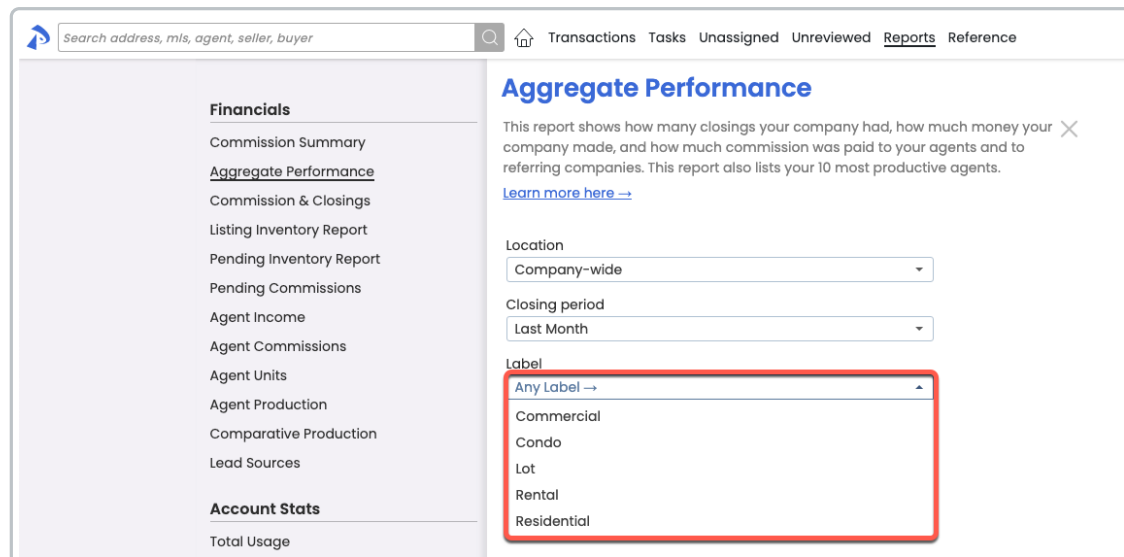 Search address, mls, agent, seller, buyer
Transactions Tasks Unassigned Unreviewed Reports Reference
Financials
Commission Summary
Aggregate Performance
Commission & Closings
Listing Inventory Report
Pending Inventory Report
Pending Commissions
Agent Income
Agent Commissions
Agent Units
Agent Production
Comparative Production
Lead Sources
Account Stats
Total Usage
Aggregate Performance
This report shows how many closings your company had, how much money your
company made, and how much commission was paid to your agents and to
referring companies. This report also lists your 10 most productive agents.
Learn more here →
Location
Company-wide
Closing period
Last Month
Label
Any Label →
Commercial
Condo
Lot
Rental
Residential